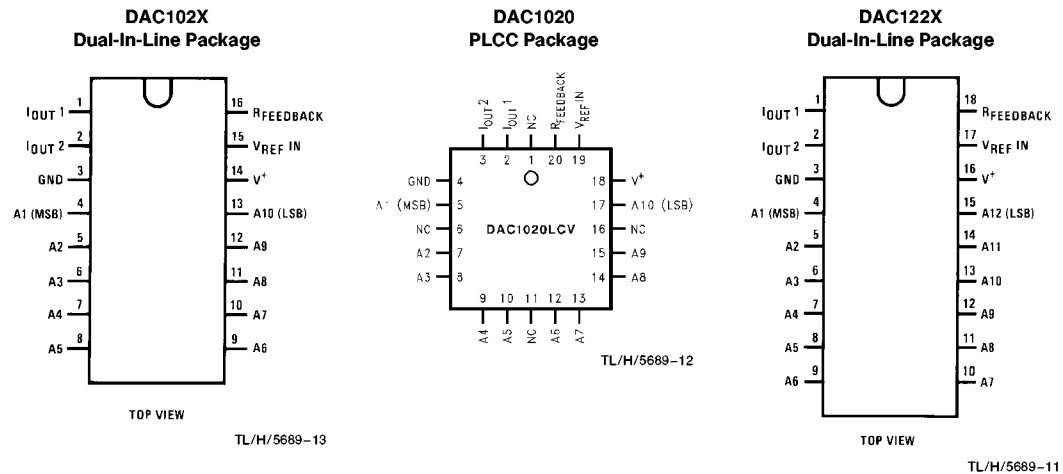 DAC102X
Dual-In-Line Package
IOUT 1 1
IOUT 2 2
GND 3
A1 (MSB) 4
A2 5
A3 6
A4 7
A5 8
16 RFEEDBACK
15 VREF IN
14 V+
13 A10 (LSB)
12 A9
11 A8
10 A7
9 A6
TOP VIEW
TL/H/5689-13
DAC1020
PLCC Package
IOUT2 IOUT1 NC RFEEDBACK VREF IN
3 2 1 20 19
GND 4
A1 (MSB) 5
NC 6
A2 7
A3 8
DAC1020LCV
18 V+
17 A10 (LSB)
16 NC
15 A9
14 A8
9 10 11 12 13
A4 A5 NC A6 A7
TL/H/5689-12
DAC122X
Dual-In-Line Package
IOUT 1 1
IOUT 2 2
GND 3
A1 (MSB) 4
A2 5
A3 6
A4 7
A5 8
A6 9
18 RFEEDBACK
17 VREF IN
16 V+
15 A12 (LSB)
14 A11
13 A10
12 A9
11 A8
10 A7
TOP VIEW
TL/H/5689-11